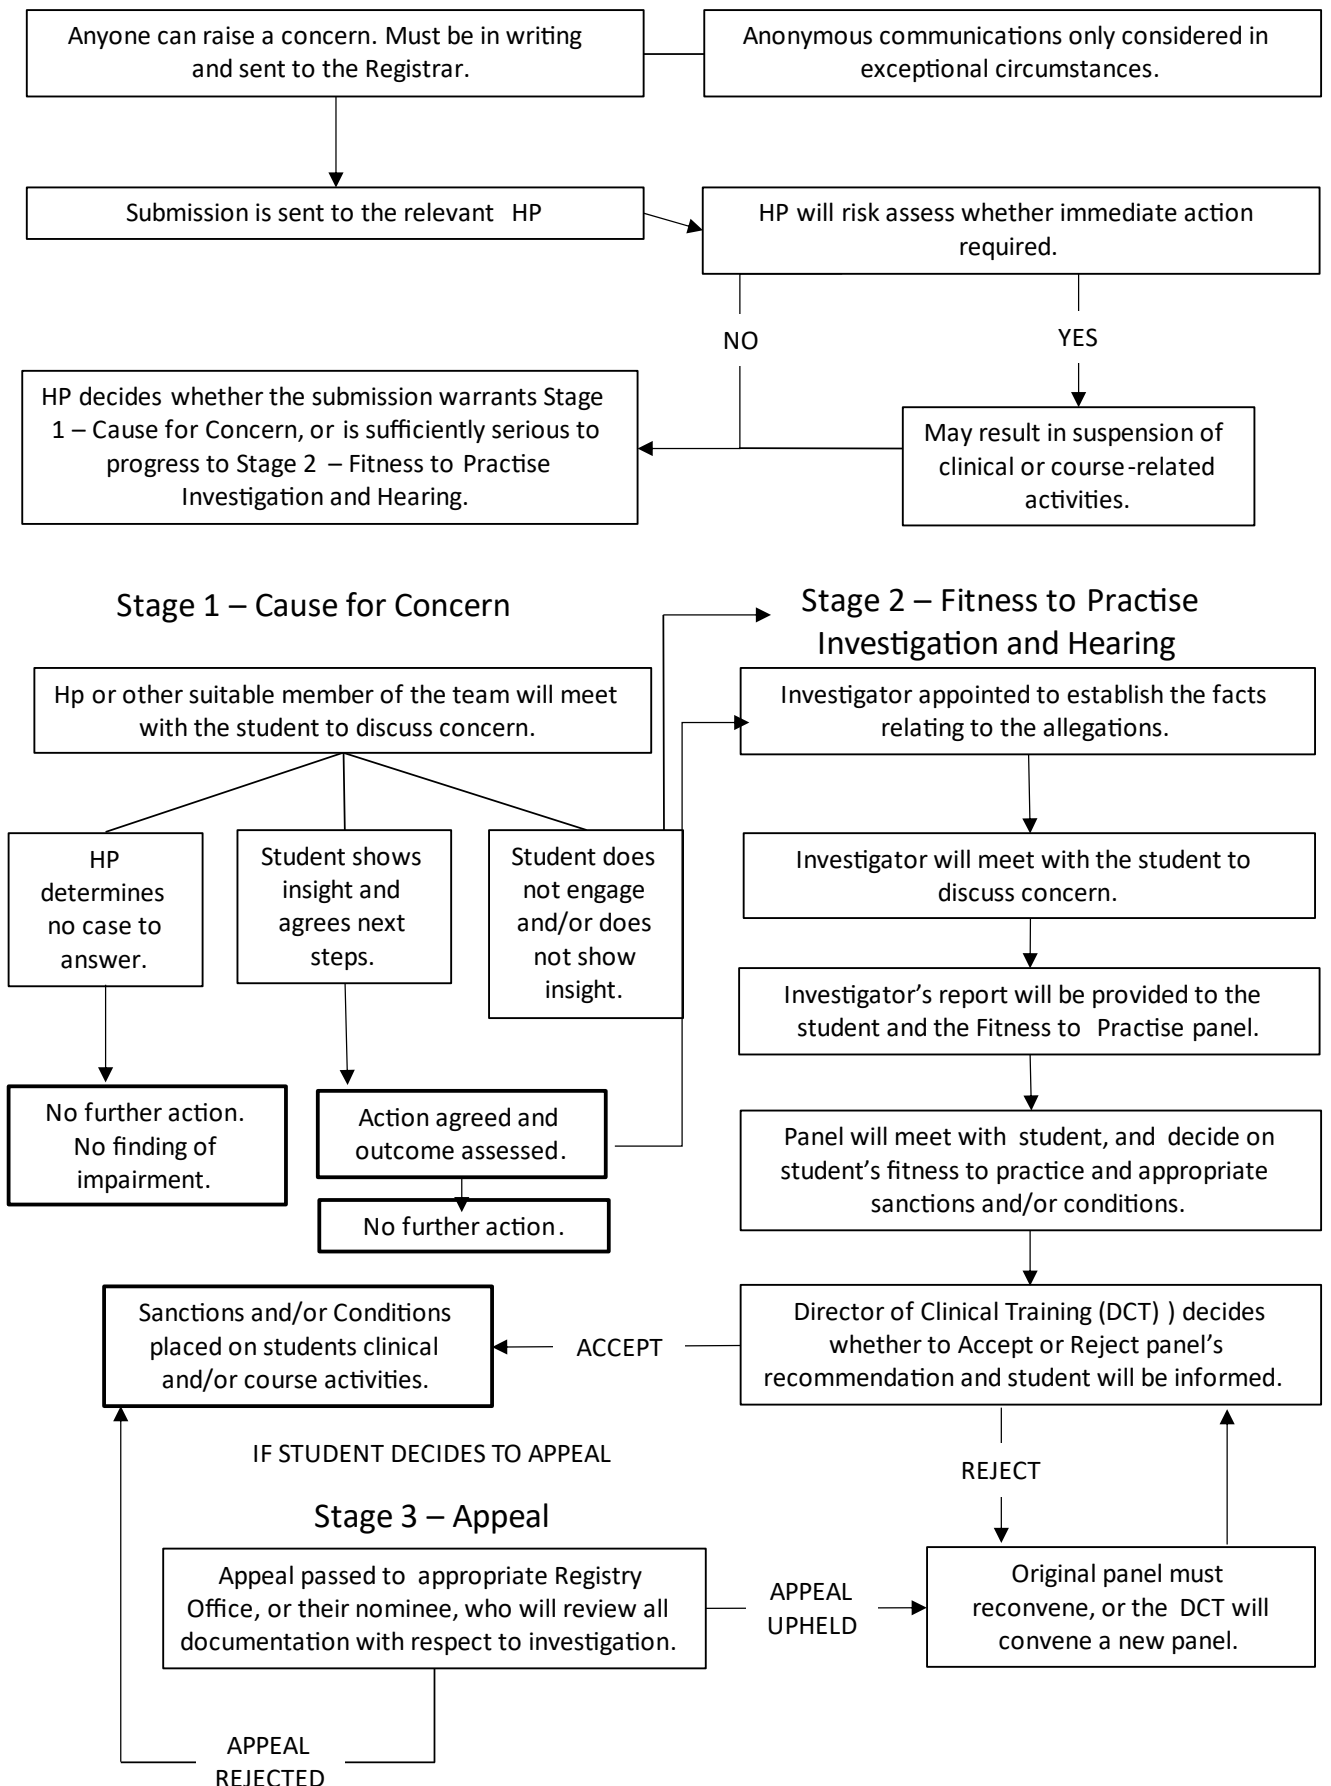 Anyone can raise a concern. Must be in writing
and sent to the Registrar.
Anonymous communications only considered in
exceptional circumstances.
Submission is sent to the relevant HP
HP will risk assess whether immediate action
required.
NO
YES
HP decides whether the submission warrants Stage
1 – Cause for Concern, or is sufficiently serious to
progress to Stage 2 – Fitness to Practise
Investigation and Hearing.
May result in suspension of
clinical or course-related
activities.
Stage 1 – Cause for Concern
Hp or other suitable member of the team will meet
with the student to discuss concern.
HP
determines
no case to
answer.
Student shows
insight and
agrees next
steps.
Student does
not engage
and/or does
not show
insight.
No further action.
No finding of
impairment.
Action agreed and
outcome assessed.
No further action.
Stage 2 – Fitness to Practise
Investigation and Hearing
Investigator appointed to establish the facts
relating to the allegations.
Investigator will meet with the student to
discuss concern.
Investigator's report will be provided to the
student and the Fitness to Practise panel.
Panel will meet with student, and decide on
student's fitness to practice and appropriate
sanctions and/or conditions.
Director of Clinical Training (DCT) ) decides
whether to Accept or Reject panel's
recommendation and student will be informed.
ACCEPT
Sanctions and/or Conditions
placed on students clinical
and/or course activities.
REJECT
IF STUDENT DECIDES TO APPEAL
Stage 3 – Appeal
Appeal passed to appropriate Registry
Office, or their nominee, who will review all
documentation with respect to investigation.
APPEAL
UPHELD
Original panel must
reconvene, or the DCT will
convene a new panel.
APPEAL
REJECTED